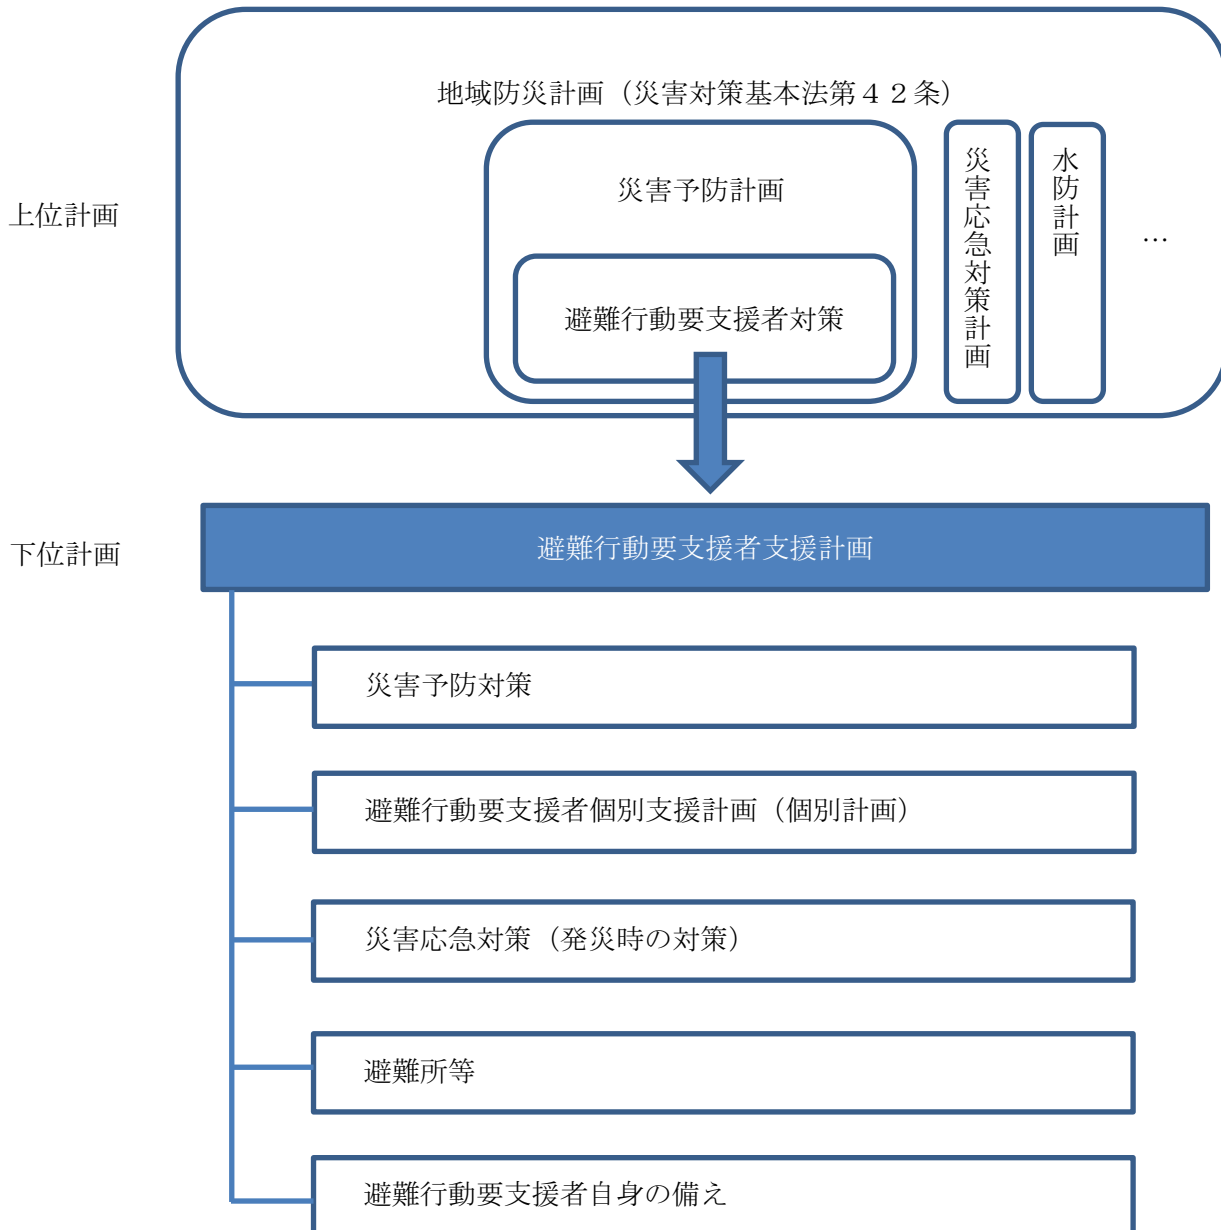 地域防災計画（災害対策基本法第４２条）
上位計画
災害予防計画
避難行動要支援者対策
災害応急対策計画
水防計画
…
下位計画
避難行動要支援者支援計画
災害予防対策
避難行動要支援者個別支援計画（個別計画）
災害応急対策（発災時の対策）
避難所等
避難行動要支援者自身の備え